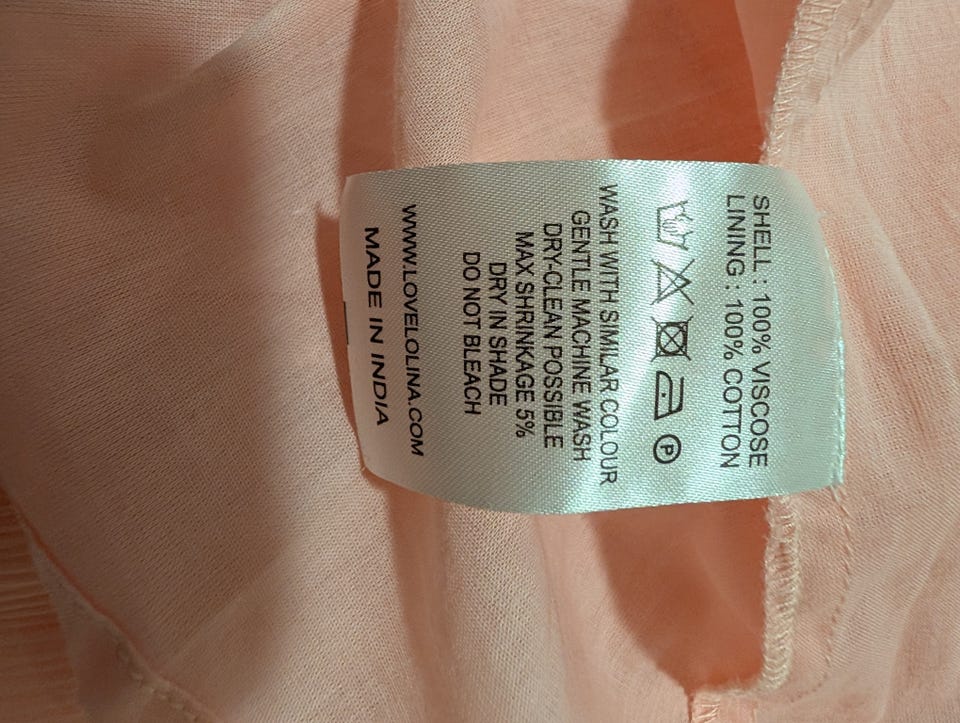 SHELL : 100% VISCOSE
LINING : 100% COTTON
P
WASH WITH SIMILAR COLOUR
GENTLE MACHINE WASH
DRY-CLEAN POSSIBLE
MAX SHRINKAGE 5%
DRY IN SHADE
DO NOT BLEACH
WWW.LOVELOLINA.COM
MADE IN INDIA